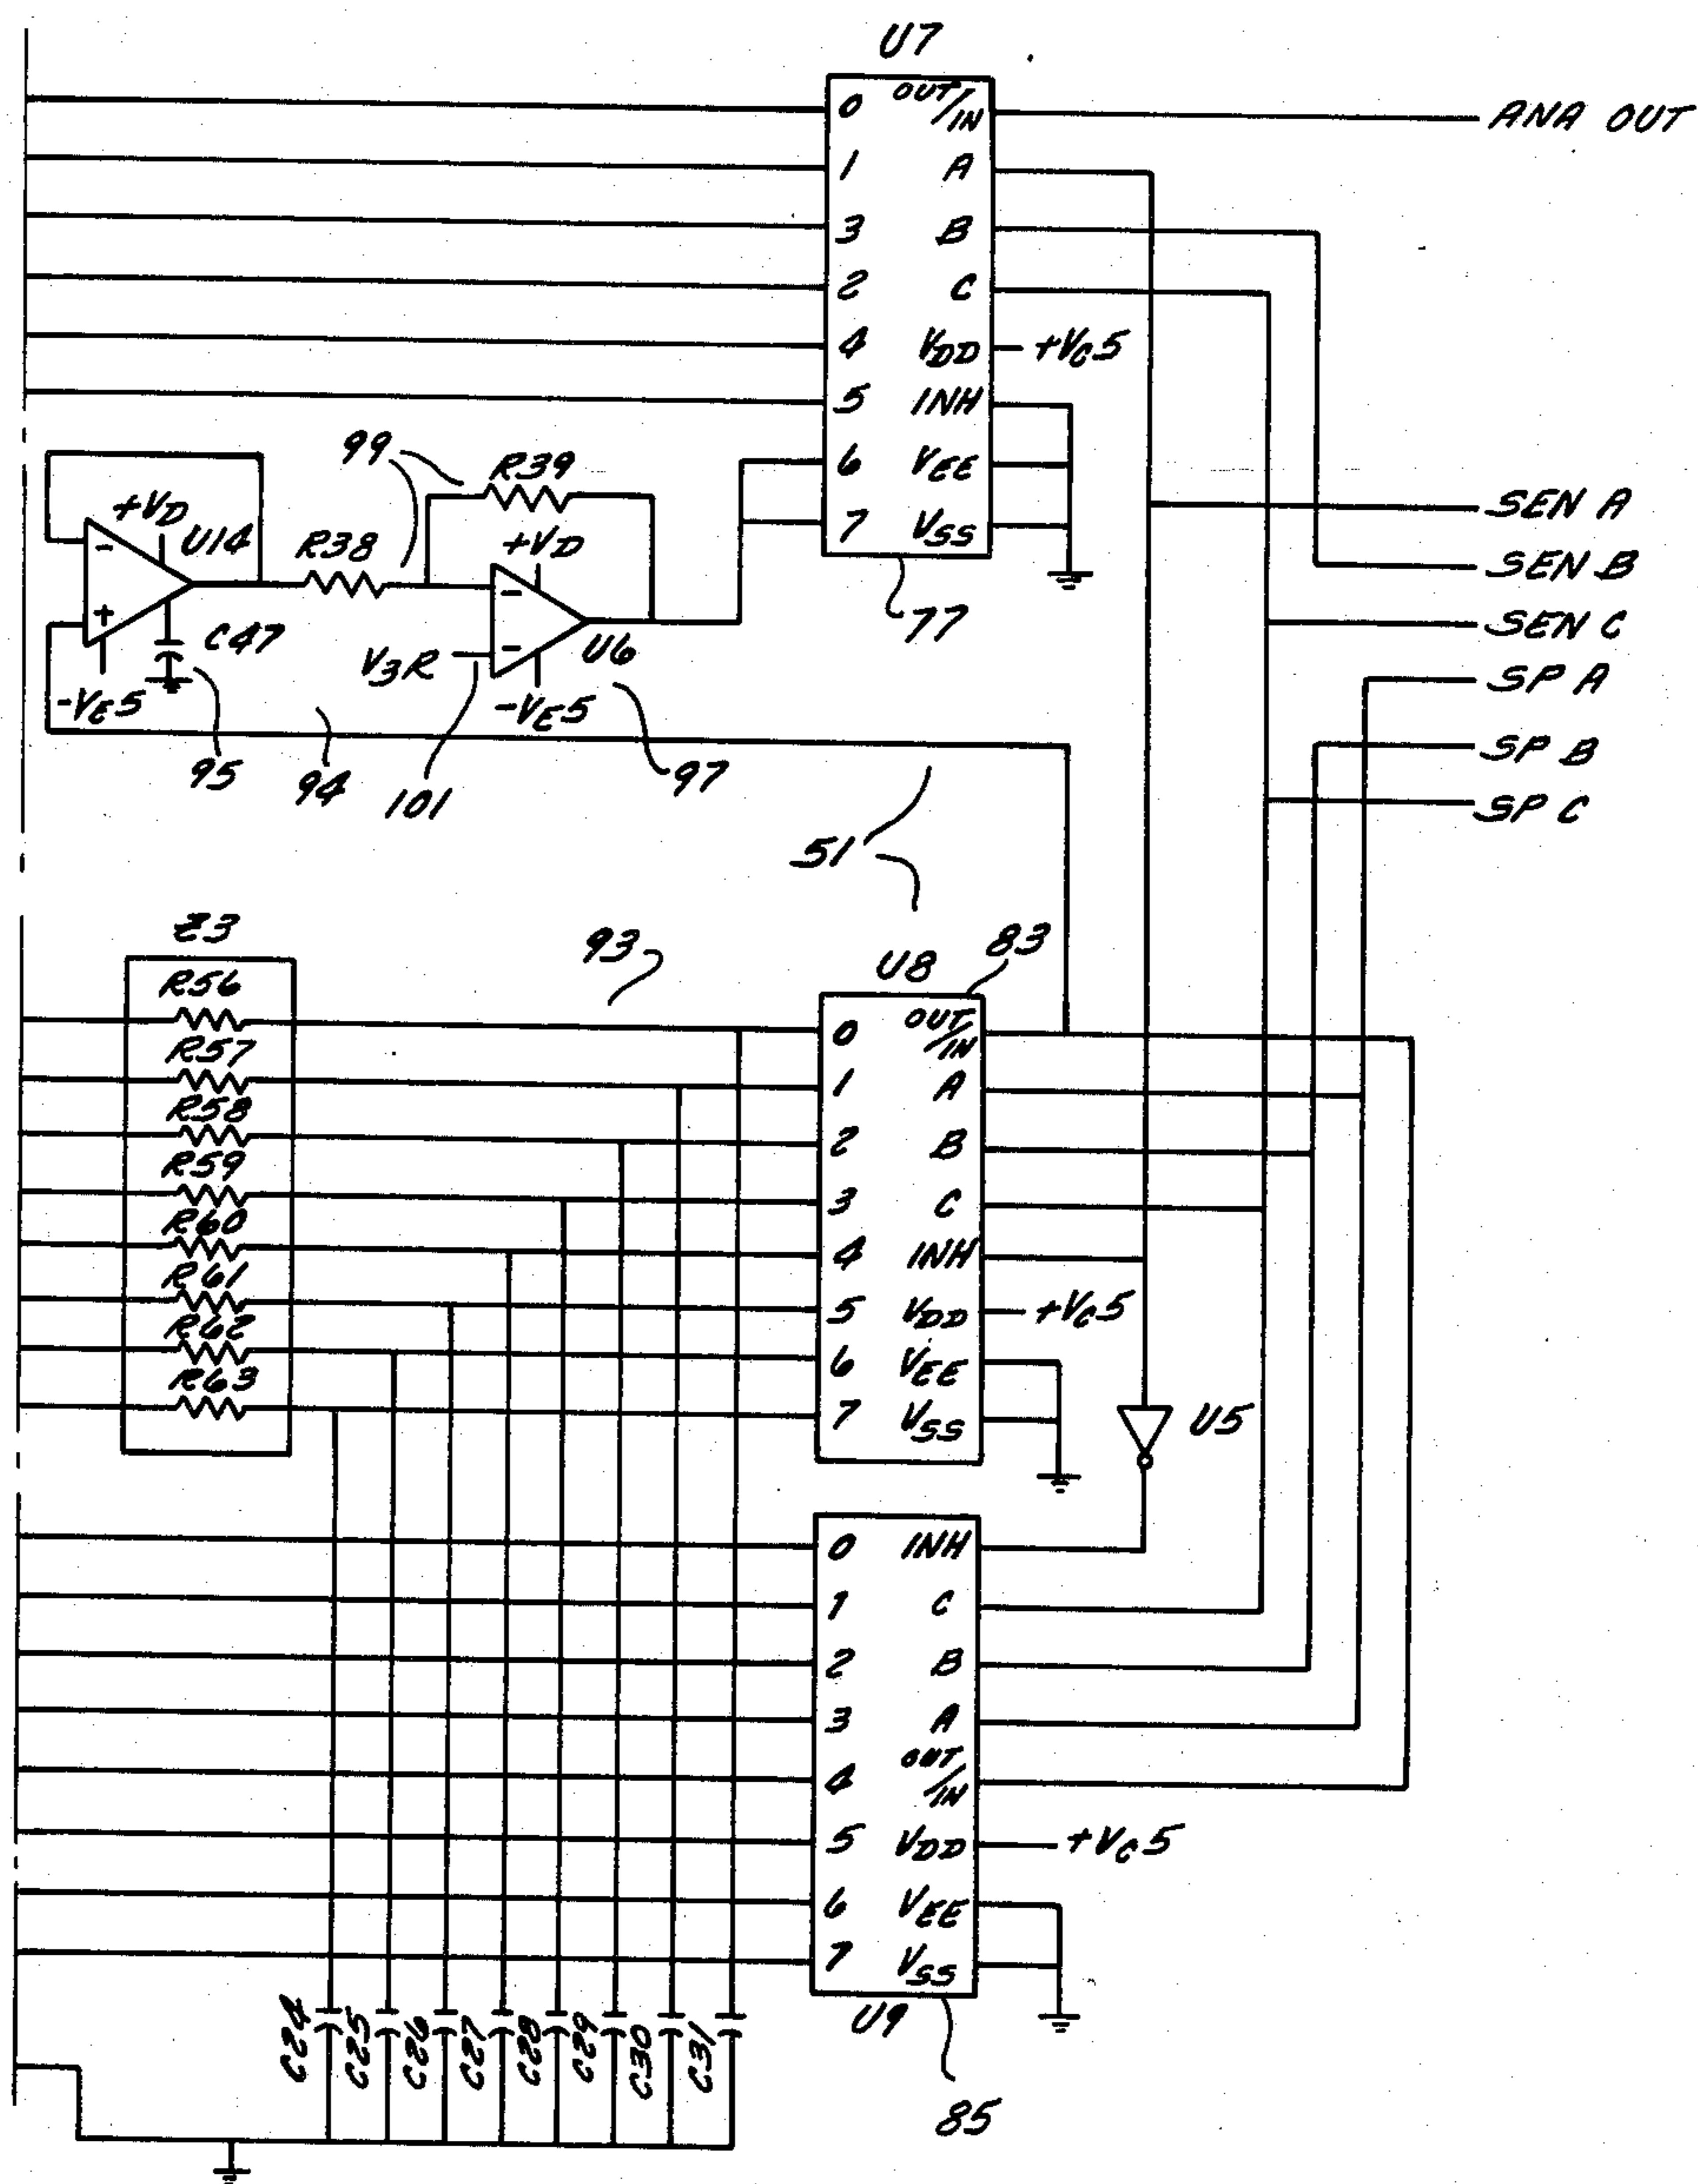 U7
0 OUT/IN
ANA OUT
1 A
3 B
2 C
4 VDD +VC5
5 INH
6 VEE
7 VSS
77
99
R39
+VD
U14
R38
+VD
-
+
C47
-
-
V3R
U6
-VE5
-VE5
95
94
101
97
SEN A
SEN B
SEN C
SP A
SP B
SP C
51
Z3
93
U8
83
R56
R57
R58
R59
R60
R61
R62
R63
0 OUT/IN
1 A
2 B
3 C
4 INH
5 VDD +VC5
6 VEE
7 VSS
U5
0 INH
1 C
2 B
3 A
4 OUT/IN
5 VDD +VC5
6 VEE
7 VSS
U9
85
C24
C25
C26
C27
C28
C29
C30
C31